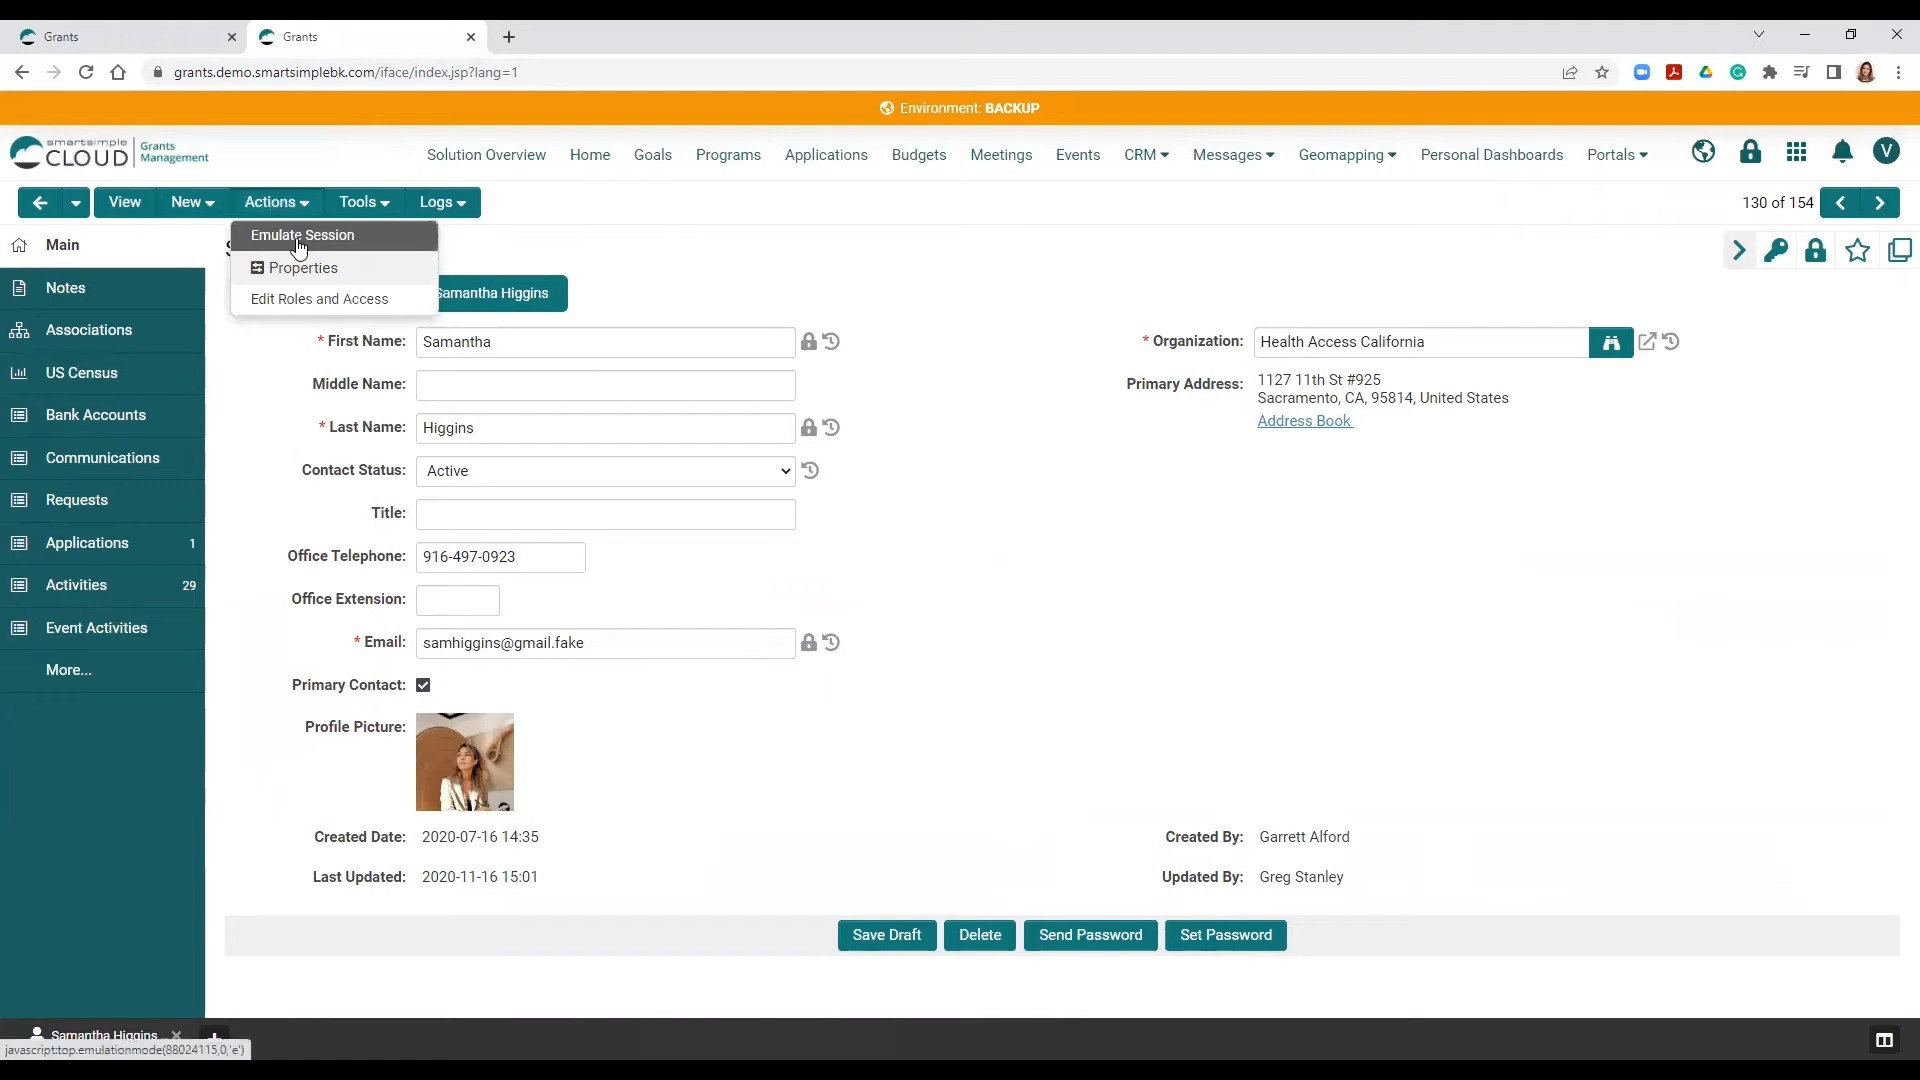 Grants
Grants
grants.demo.smartsimplebk.com/iface/index.jsp?lang=1
Environment: BACKUP
smartsimple
CLOUD
Grants
Management
Solution Overview Home Goals Programs Applications Budgets Meetings Events CRM Messages Geomapping Personal Dashboards Portals V
View New Actions Tools Logs 130 of 154
Emulate Session
Properties
Edit Roles and Access
Main
Notes
Associations
US Census
Bank Accounts
Communications
Requests
Applications 1
Activities 29
Event Activities
More...
Samantha Higgins
* First Name: Samantha
Middle Name:
* Last Name: Higgins
Contact Status: Active
Title:
Office Telephone: 916-497-0923
Office Extension:
* Email: samhiggins@gmail.fake
Primary Contact:
Profile Picture:
* Organization: Health Access California
Primary Address: 1127 11th St #925
Sacramento, CA, 95814, United States
Address Book
Created Date: 2020-07-16 14:35 Created By: Garrett Alford
Last Updated: 2020-11-16 15:01 Updated By: Greg Stanley
Save Draft Delete Send Password Set Password
Samantha Higgins
javascript:top.emulationmode(88024115,0,'e')